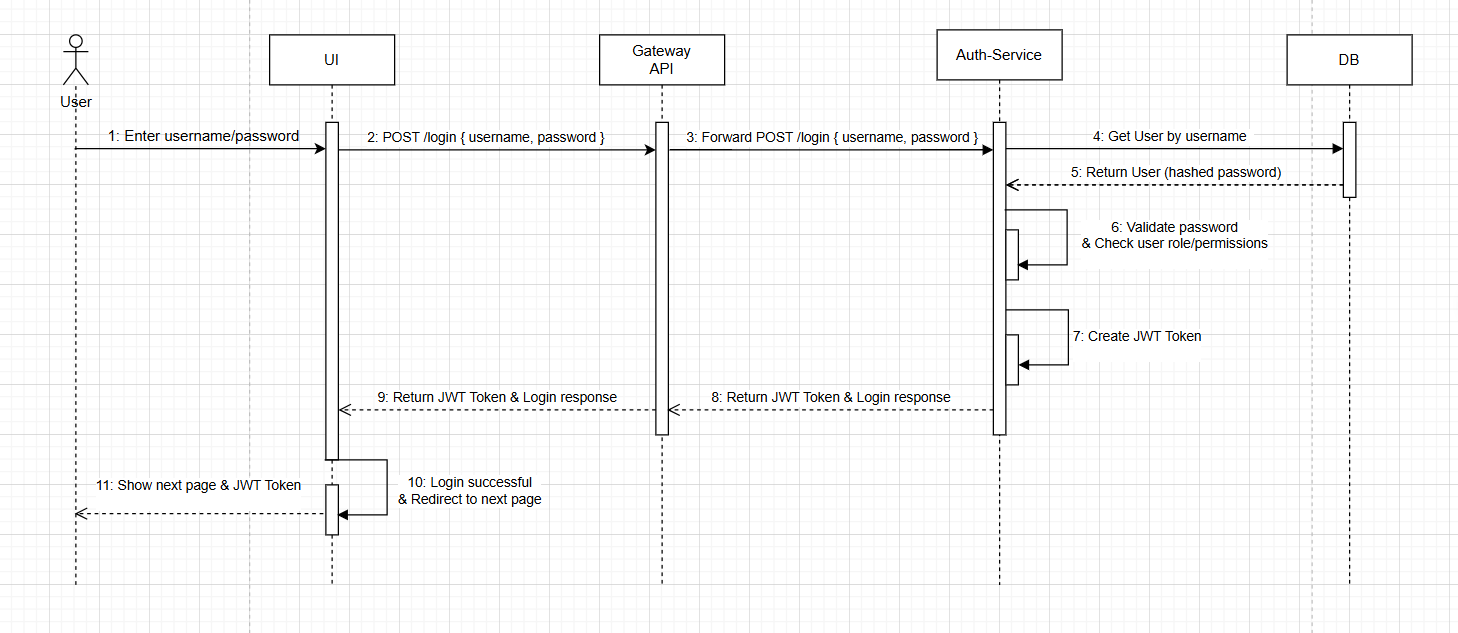 UI
Gateway
API
Auth-Service
DB
User
1: Enter username/password
2: POST /login { username, password }
3: Forward POST /login { username, password }
4: Get User by username
5: Return User (hashed password)
6: Validate password
& Check user role/permissions
7: Create JWT Token
8: Return JWT Token & Login response
9: Return JWT Token & Login response
10: Login successful
& Redirect to next page
11: Show next page & JWT Token